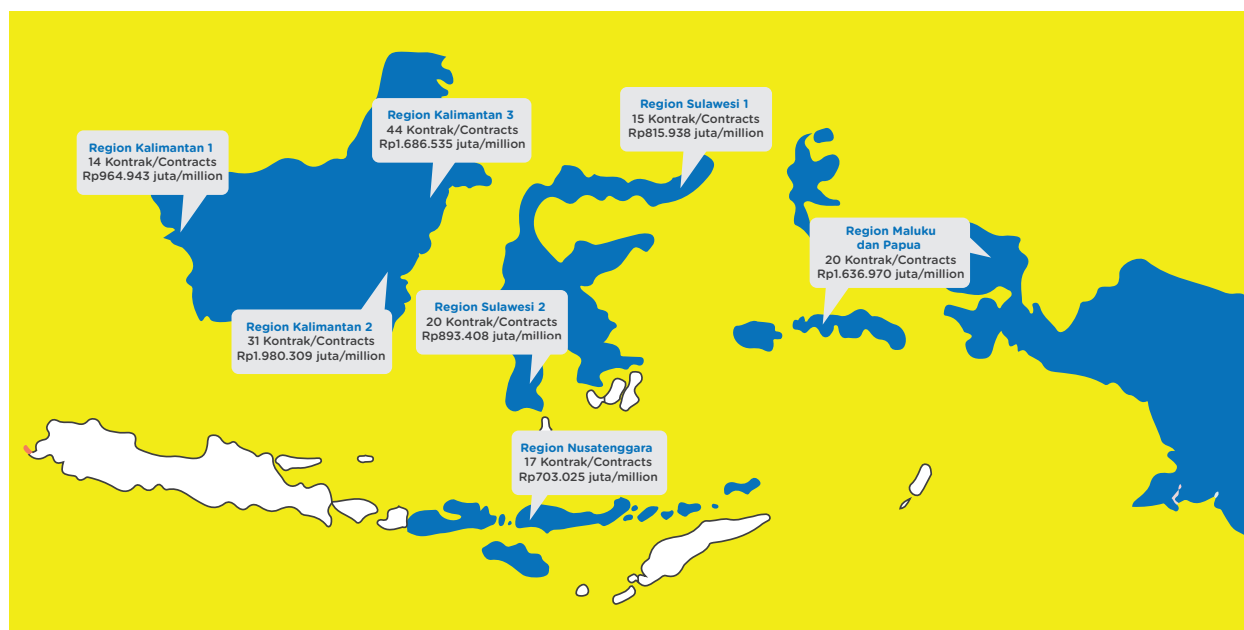 Region Kalimantan 1
14 Kontrak/Contracts
Rp964.943 juta/million
Region Kalimantan 3
44 Kontrak/Contracts
Rp1.686.535 juta/million
Region Sulawesi 1
15 Kontrak/Contracts
Rp815.938 juta/million
Region Maluku
dan Papua
20 Kontrak/Contracts
Rp1.636.970 juta/million
Region Kalimantan 2
31 Kontrak/Contracts
Rp1.980.309 juta/million
Region Sulawesi 2
20 Kontrak/Contracts
Rp893.408 juta/million
Region Nusatenggara
17 Kontrak/Contracts
Rp703.025 juta/million